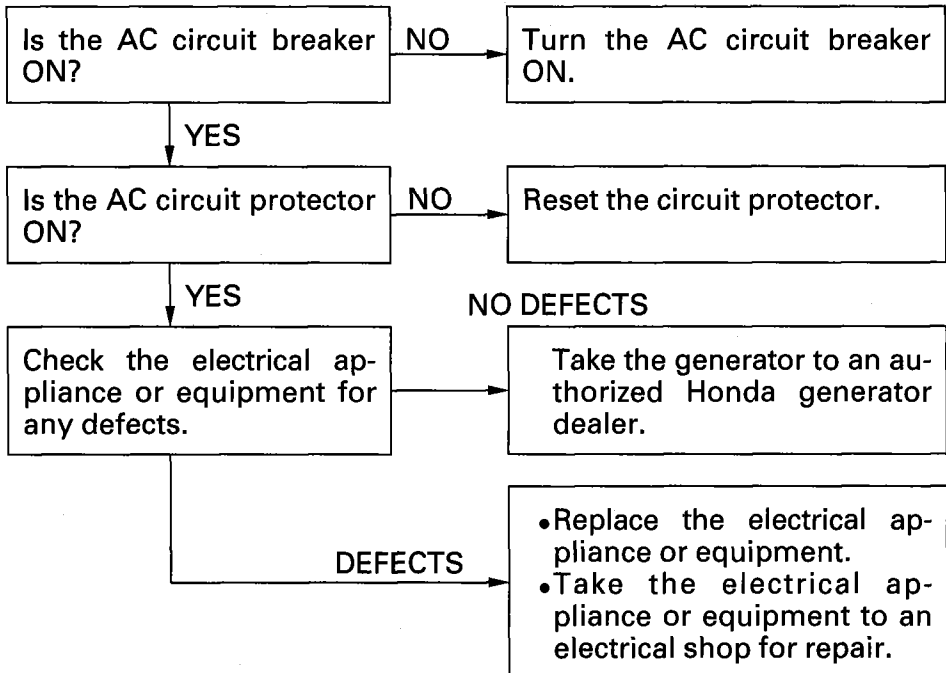 Is the AC circuit breaker
ON?
NO
Turn the AC circuit breaker
ON.
YES
Is the AC circuit protector
ON?
NO
Reset the circuit protector.
YES
NO DEFECTS
Check the electrical ap-
pliance or equipment for
any defects.
Take the generator to an au-
thorized Honda generator
dealer.
DEFECTS
•Replace the electrical ap-
pliance or equipment.
•Take the electrical ap-
pliance or equipment to an
electrical shop for repair.